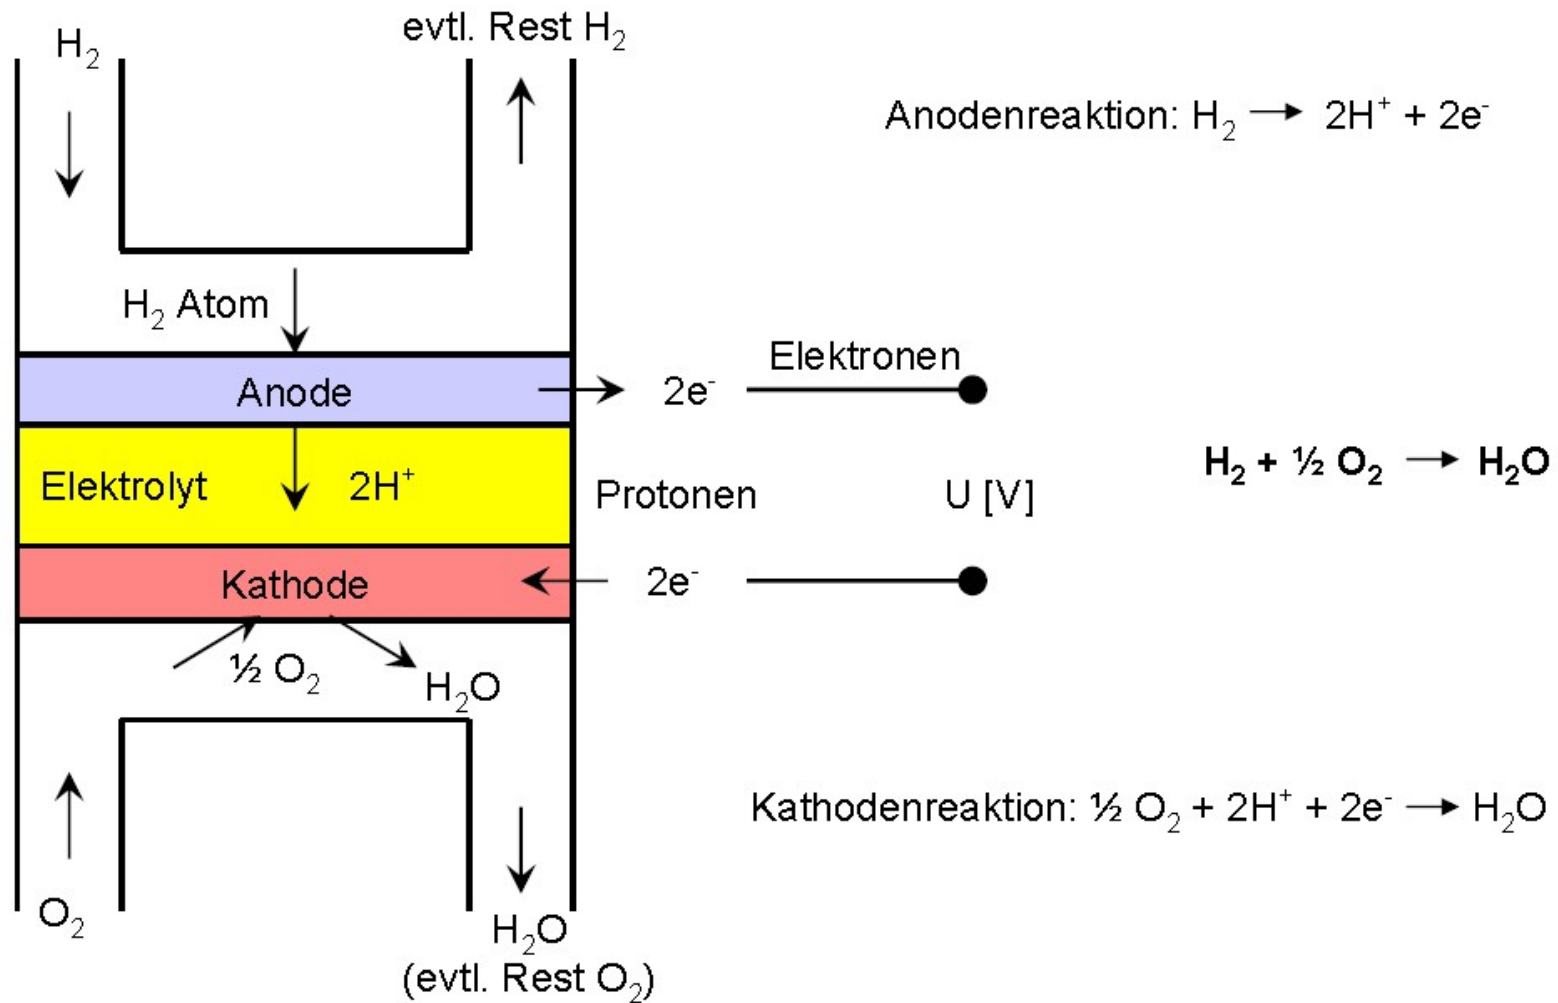 H₂
evtl. Rest H₂
Anodenreaktion: H₂ → 2H⁺ + 2e⁻
H₂ Atom
Elektronen
Anode
2e⁻
H₂ + ½ O₂ → H₂O
Elektrolyt
2H⁺
Protonen
U [V]
Kathode
2e⁻
½ O₂
H₂O
Kathodenreaktion: ½ O₂ + 2H⁺ + 2e⁻ → H₂O
O₂
H₂O
(evtl. Rest O₂)